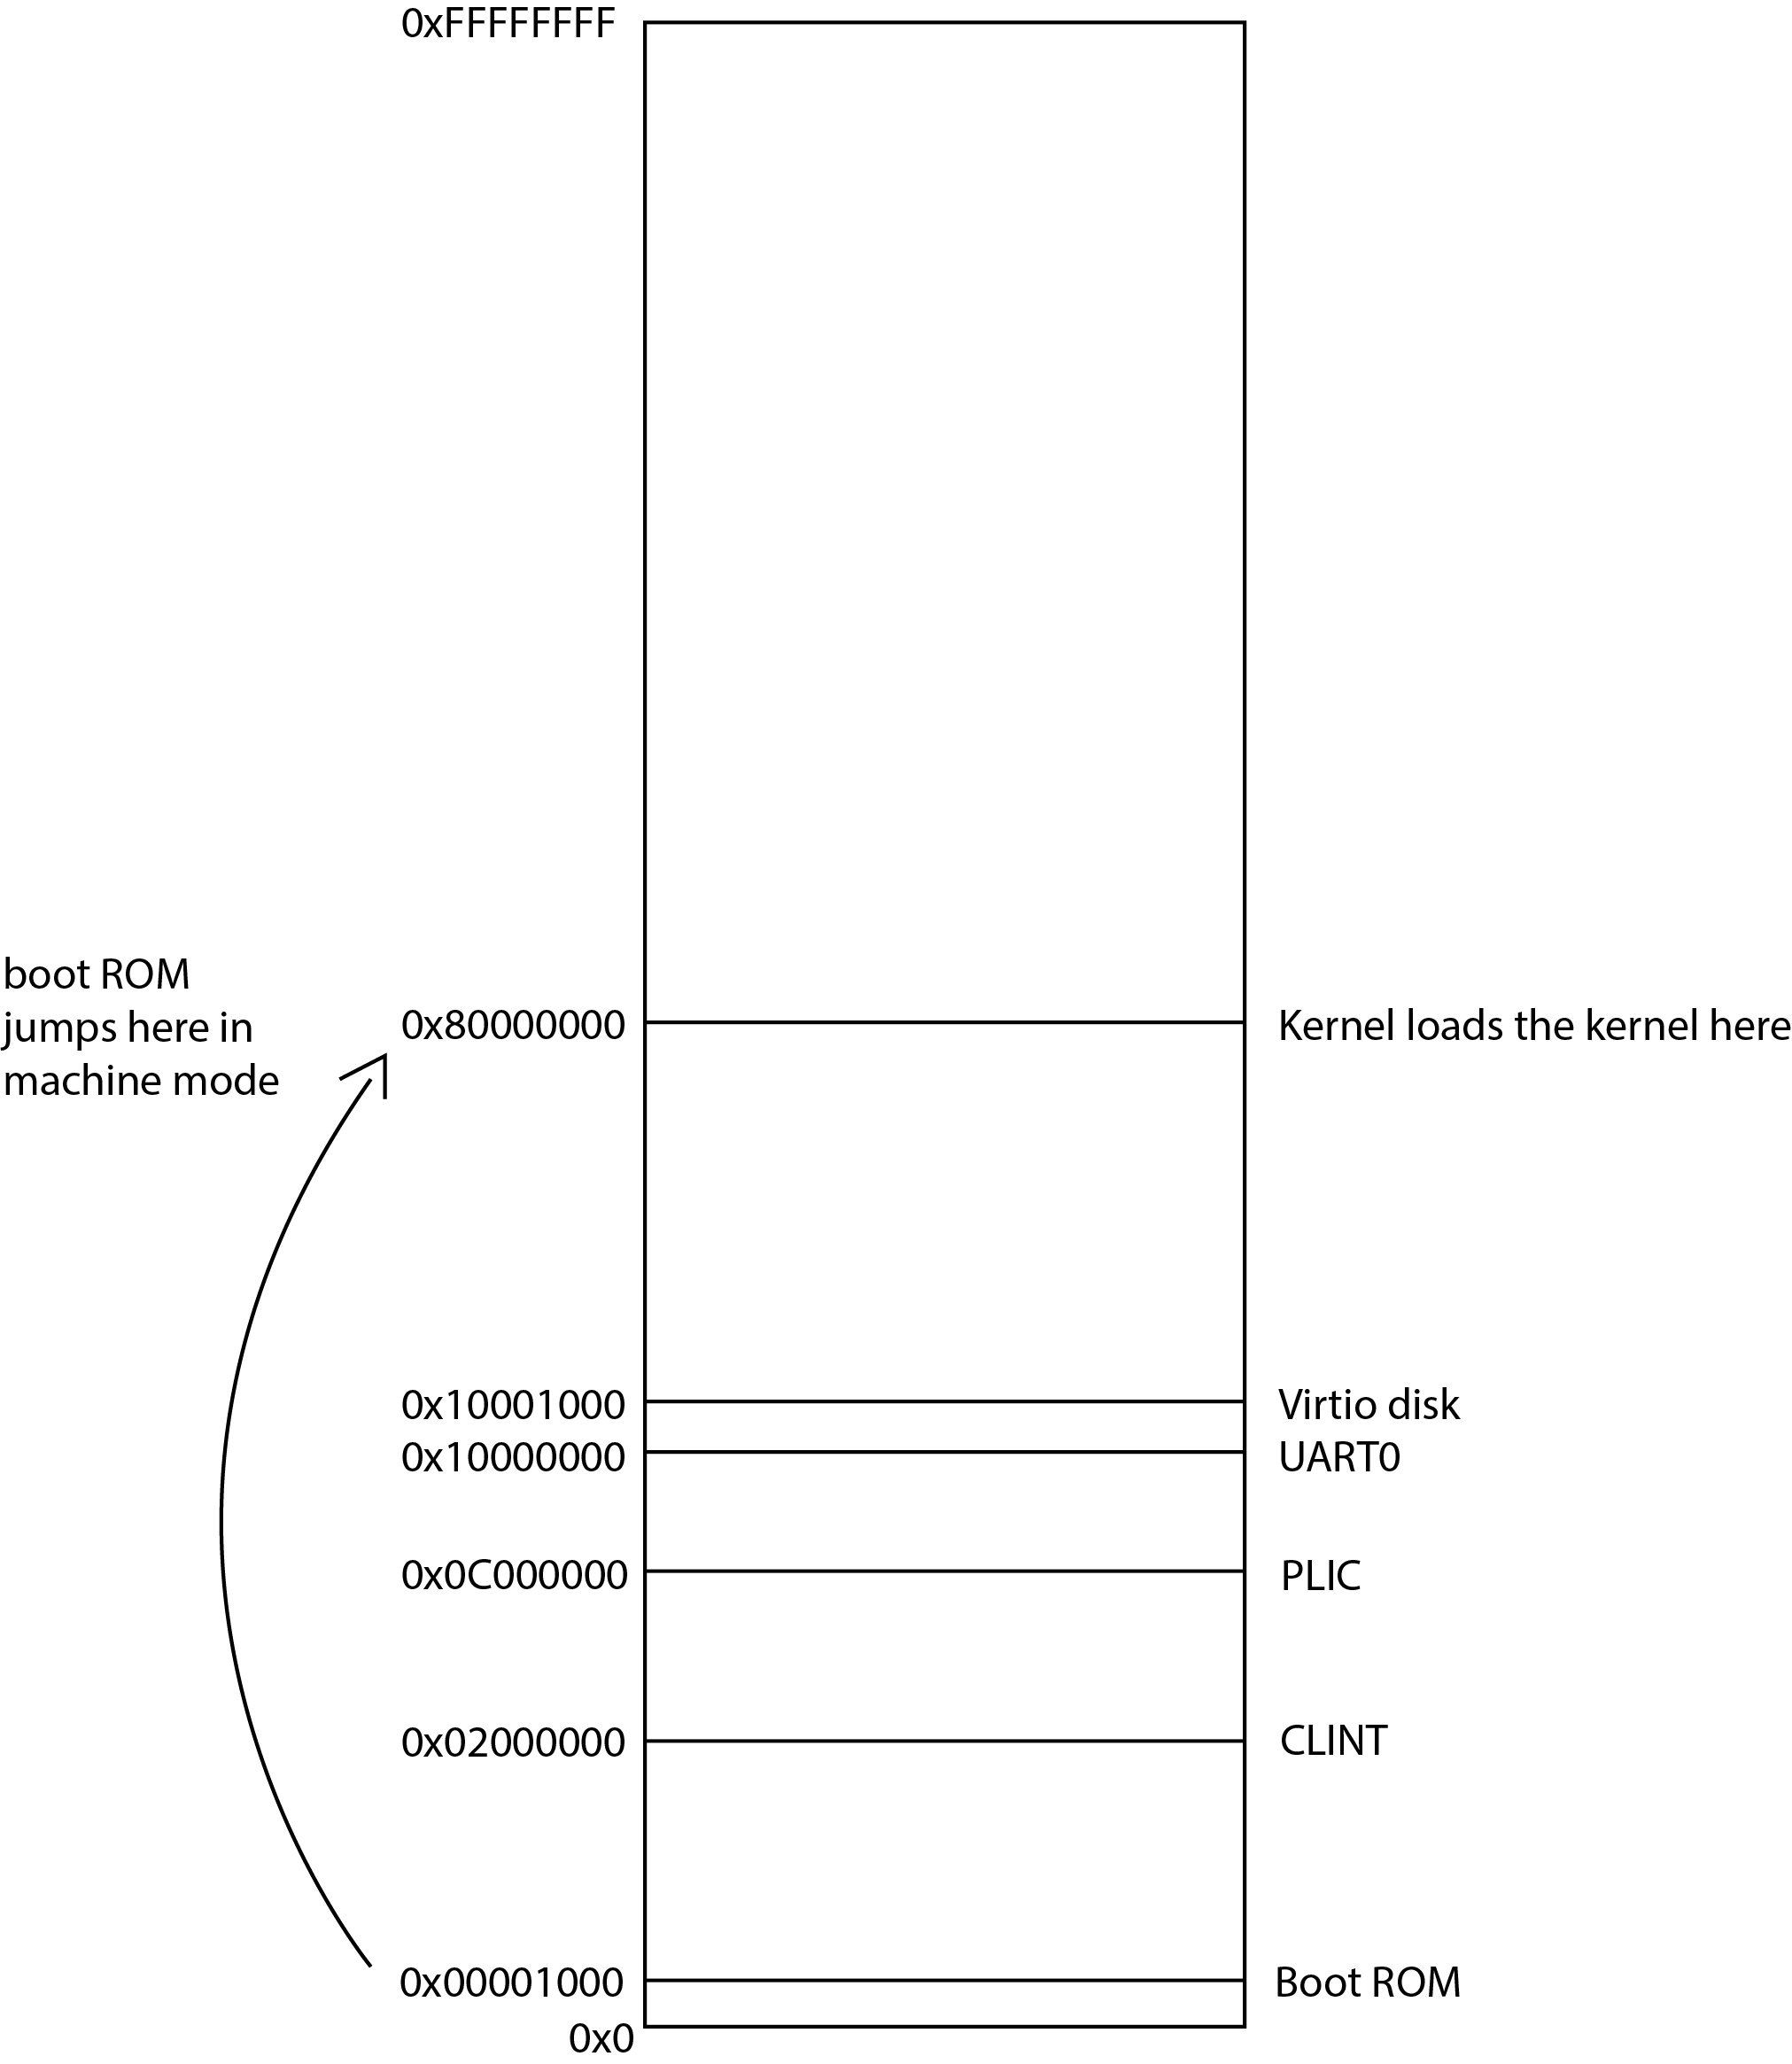 0xFFFFFFFF
boot ROM
jumps here in
machine mode
0x80000000
Kernel loads the kernel here
0x10001000
Virtio disk
0x10000000
UART0
0x0C000000
PLIC
0x02000000
CLINT
0x00001000
Boot ROM
0x0